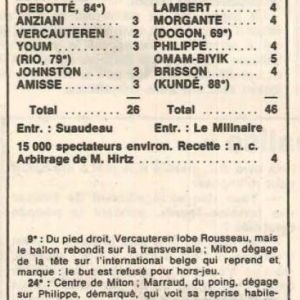 (DEBOTTÉ, 84°)
LAMBERT ........ 4
ANZIANI ........ 3
MORGANTE ...... 4
VERCAUTEREN .. 2
(DOGON, 69°)
YOUM ........... 3
PHILIPPE ........ 4
(RIO, 79°)
OMAM-BIYIK .... 5
JOHNSTON ...... 3
BRISSON ........ 4
AMISSE ......... 3
(KUNDÉ, 88°)
Total ......... 26
Total ......... 46
Entr. : Suaudeau
Entr. : Le Millinaire
15 000 spectateurs environ. Recette : n. c.
Arbitrage de M. Hirtz .................... 4
9° : Du pied droit, Vercauteren lobe Rousseau, mais
le ballon rebondit sur la transversale ; Miton dégage
de la tête sur l'international belge qui reprend et
marque : le but est refusé pour hors-jeu.
24° : Centre de Miton ; Marraud, du poing, dégage
sur Philippe, démarqué, qui voit sa reprise habile-